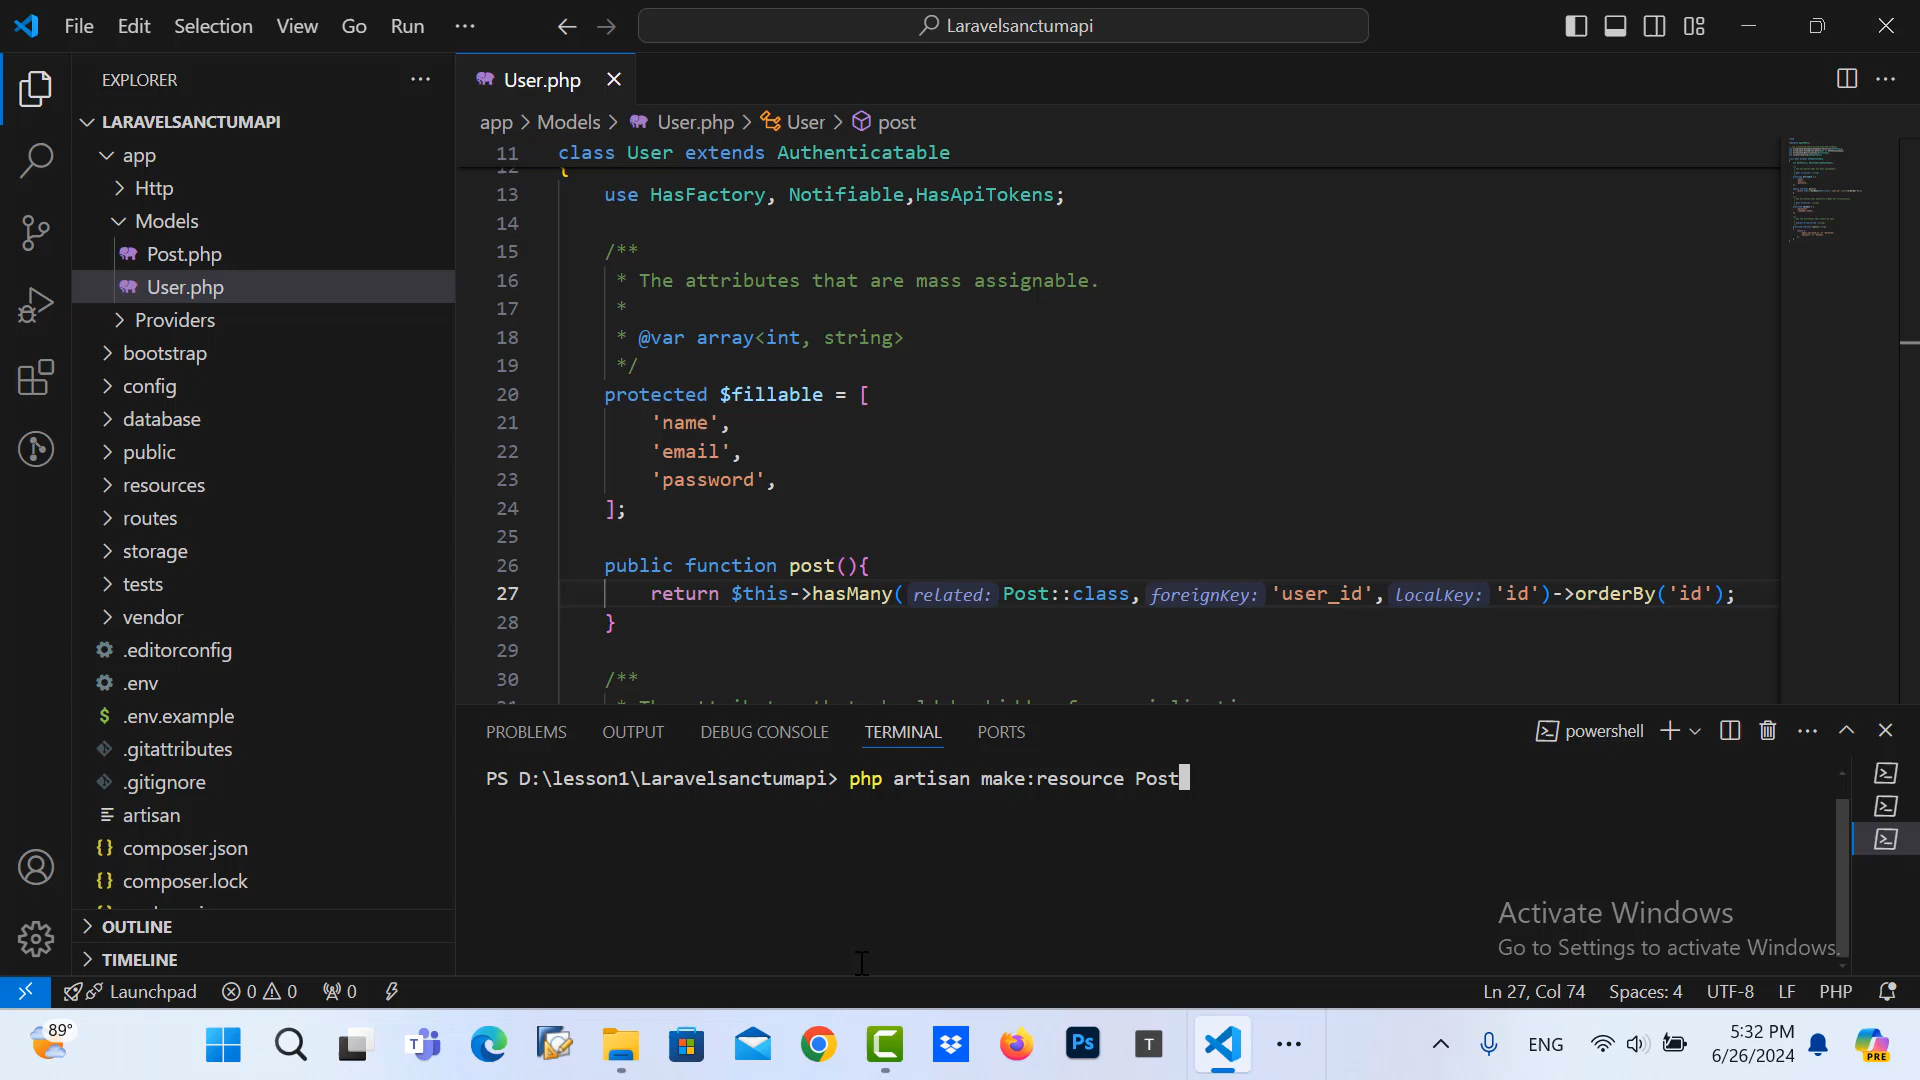 File Edit Selection View Go Run ...
Laravelsanctumapi
EXPLORER
User.php
LARAVELSANCTUMAPI
app
Http
Models
Post.php
User.php
Providers
bootstrap
config
database
public
resources
routes
storage
tests
vendor
.editorconfig
.env
.env.example
.gitattributes
.gitignore
artisan
composer.json
composer.lock
OUTLINE
TIMELINE
app > Models > User.php > User > post
11 class User extends Authenticatable
12 {
13 use HasFactory, Notifiable,HasApiTokens;
14
15 /**
16 * The attributes that are mass assignable.
17 *
18 * @var array<int, string>
19 */
20 protected $fillable = [
21 'name',
22 'email',
23 'password',
24 ];
25
26 public function post(){
27 return $this->hasMany(related: Post::class,foreignKey: 'user_id',localKey: 'id')->orderBy('id');
28 }
29
30 /**
PROBLEMS OUTPUT DEBUG CONSOLE TERMINAL PORTS
powershell
PS D:\lesson1\Laravelsanctumapi> php artisan make:resource Post
Activate Windows
Go to Settings to activate Windows.
Launchpad 0 0 0
Ln 27, Col 74 Spaces: 4 UTF-8 LF PHP
89°
Ps
T
ENG
5:32 PM
6/26/2024
PRE